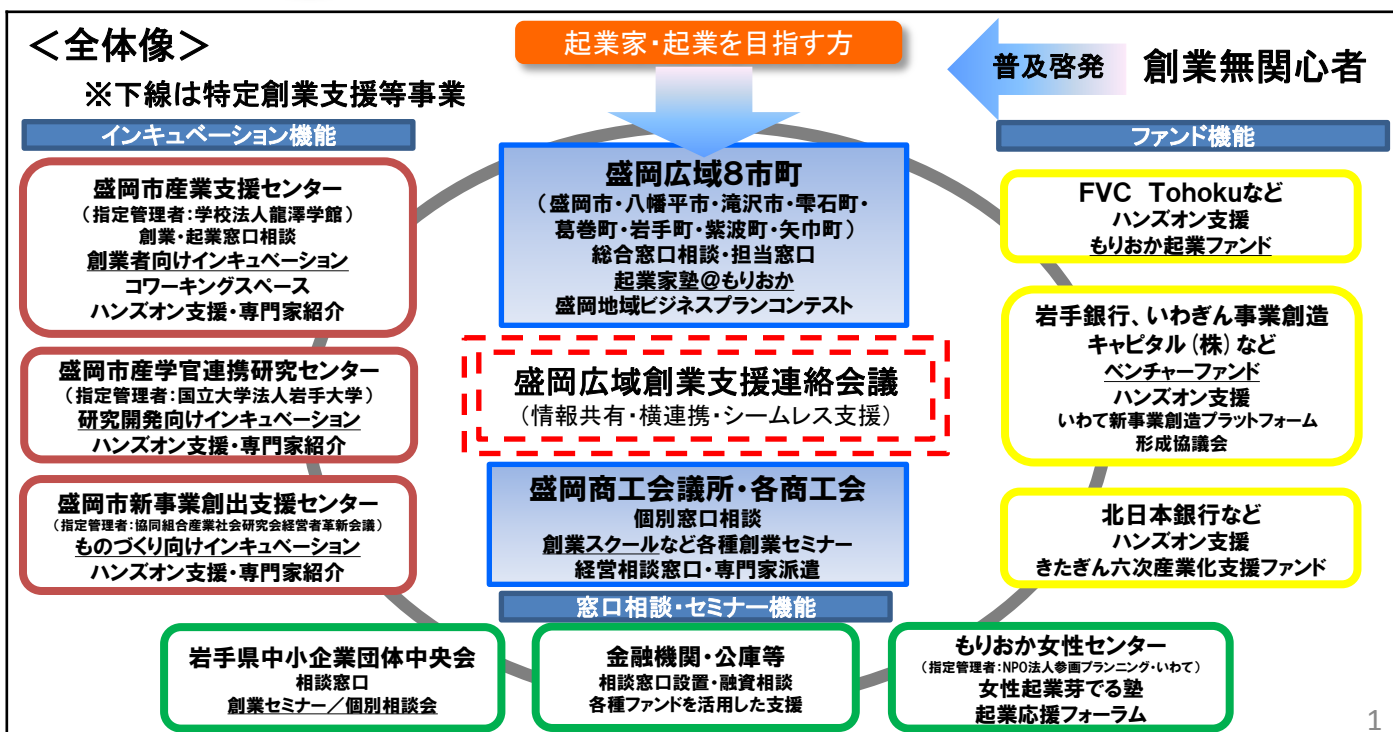 ＜全体像＞
※下線は特定創業支援等事業
起業家・起業を目指す方
普及啓発
創業無関心者
インキュベーション機能
盛岡市産業支援センター
（指定管理者：学校法人龍澤学館）
創業・起業窓口相談
創業者向けインキュベーション
コワーキングスペース
ハンズオン支援・専門家紹介
盛岡市産学官連携研究センター
（指定管理者：国立大学法人岩手大学）
研究開発向けインキュベーション
ハンズオン支援・専門家紹介
盛岡市新事業創出支援センター
（指定管理者：協同組合産業社会研究会経営者革新会議）
ものづくり向けインキュベーション
ハンズオン支援・専門家紹介
盛岡広域８市町
（盛岡市・八幡平市・滝沢市・雫石町・
葛巻町・岩手町・紫波町・矢巾町）
総合窓口相談・担当窓口
起業家塾＠もりおか
盛岡地域ビジネスプランコンテスト
盛岡広域創業支援連絡会議
（情報共有・横連携・シームレス支援）
盛岡商工会議所・各商工会
個別窓口相談
創業スクールなど各種創業セミナー
経営相談窓口・専門家派遣
窓口相談・セミナー機能
ファンド機能
FVC Tohokuなど
ハンズオン支援
もりおか起業ファンド
岩手銀行、いわぎん事業創造
キャピタル（株）など
ベンチャーファンド
ハンズオン支援
いわて新事業創造プラットフォーム
形成協議会
北日本銀行など
ハンズオン支援
きたぎん六次産業化支援ファンド
岩手県中小企業団体中央会
相談窓口
創業セミナー／個別相談会
金融機関・公庫等
相談窓口設置・融資相談
各種ファンドを活用した支援
もりおか女性センター
（指定管理者：NPO法人参画プランニング・いわて）
女性起業芽でる塾
起業応援フォーラム
1